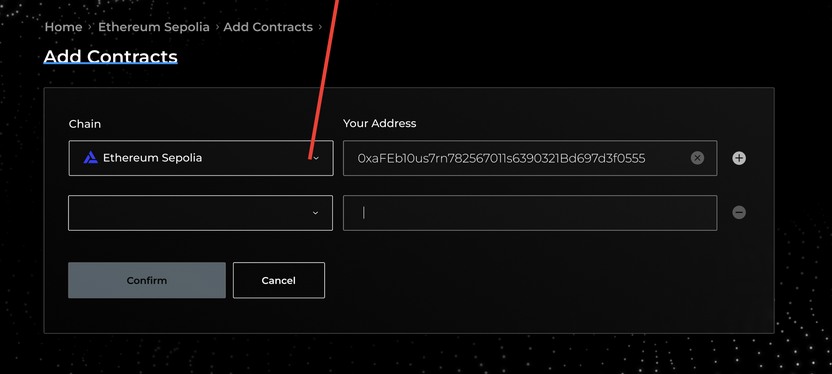 Home › Ethereum Sepolia › Add Contracts ›
Add Contracts
Chain
Your Address
Ethereum Sepolia
0xaFEb10us7rn782567011s6390321Bd697d3f0555
Confirm
Cancel